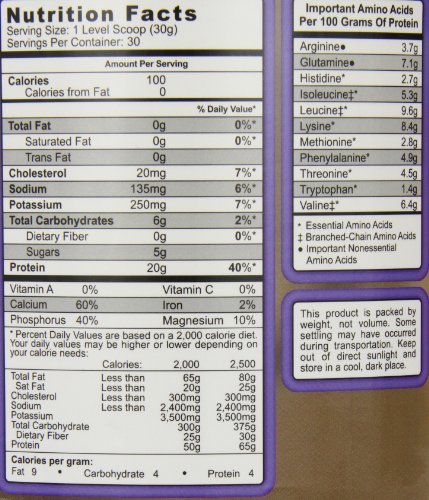 Nutrition Facts
Serving Size: 1 Level Scoop (30g)
Servings Per Container: 30
Amount Per Serving
Calories 100
Calories from Fat 0
% Daily Value*
Total Fat 0g 0%*
Saturated Fat 0g 0%*
Trans Fat 0g
Cholesterol 20mg 7%*
Sodium 135mg 6%*
Potassium 250mg 7%*
Total Carbohydrates 6g 2%*
Dietary Fiber 0g 0%*
Sugars 5g
Protein 20g 40%*
Vitamin A 0% Vitamin C 0%
Calcium 60% Iron 2%
Phosphorus 40% Magnesium 10%
* Percent Daily Values are based on a 2,000 calorie diet.
Your daily values may be higher or lower depending on
your calorie needs:
Calories: 2,000 2,500
Total Fat Less than 65g 80g
Sat Fat Less than 20g 25g
Cholesterol Less than 300mg 300mg
Sodium Less than 2,400mg 2,400mg
Potassium 3,500mg 3,500mg
Total Carbohydrate 300g 375g
Dietary Fiber 25g 30g
Protein 50g 65g
Calories per gram:
Fat 9 • Carbohydrate 4 • Protein 4
Important Amino Acids
Per 100 Grams Of Protein
Arginine● 3.7g
Glutamine● 7.1g
Histidine* 2.7g
Isoleucine‡* 5.3g
Leucine‡* 9.6g
Lysine* 8.4g
Methionine* 2.8g
Phenylalanine* 4.9g
Threonine* 4.5g
Tryptophan* 1.4g
Valine‡* 6.4g
* Essential Amino Acids
‡ Branched-Chain Amino Acids
● Important Nonessential
Amino Acids
This product is packed by
weight, not volume. Some
settling may have occurred
during transportation. Keep
out of direct sunlight and
store in a cool, dark place.